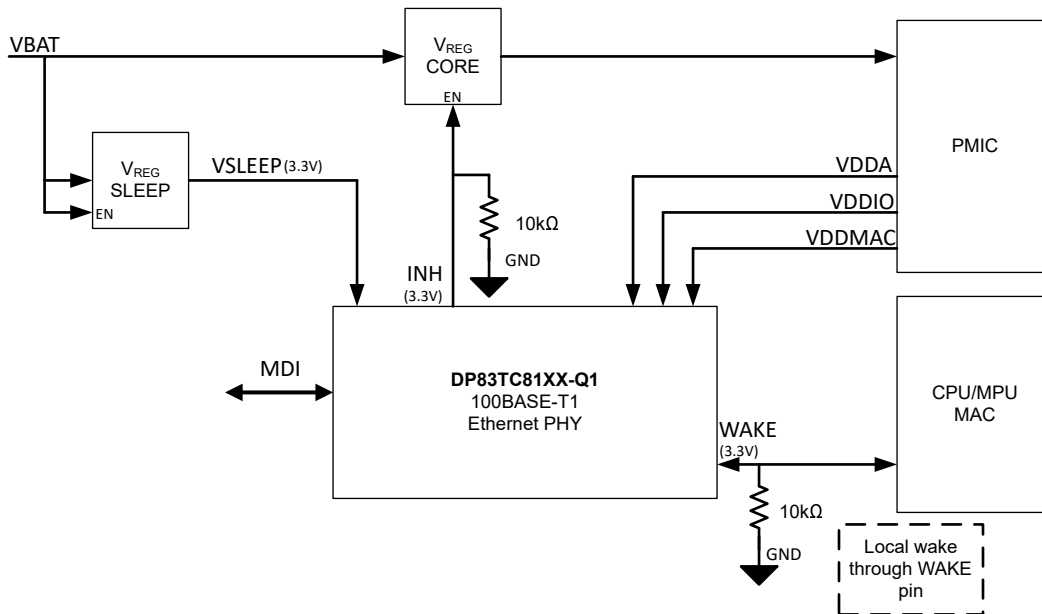 VBAT
VREG
CORE
EN
VREG
SLEEP
EN
VSLEEP(3.3V)
10kΩ
GND
INH
(3.3V)
PMIC
VDDA
VDDIO
VDDMAC
MDI
DP83TC81XX-Q1
100BASE-T1
Ethernet PHY
WAKE
(3.3V)
CPU/MPU
MAC
10kΩ
GND
Local wake
through WAKE
pin